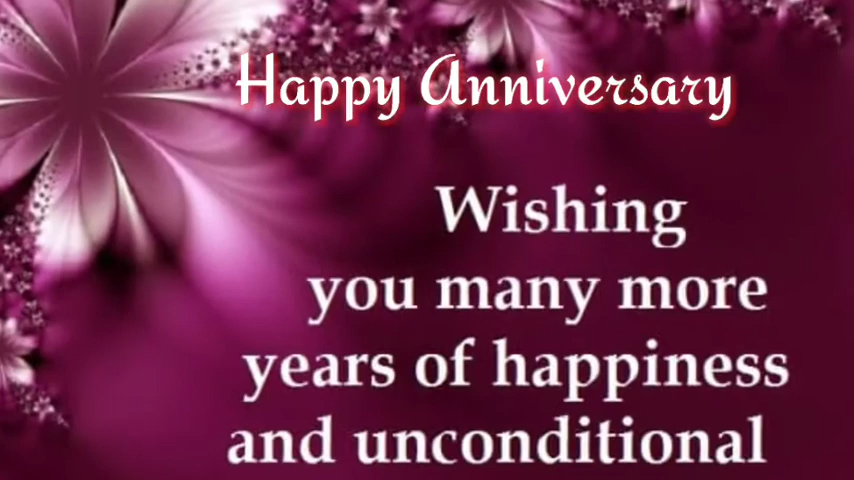 Happy Anniversary
Wishing
you many more
years of happiness
and unconditional